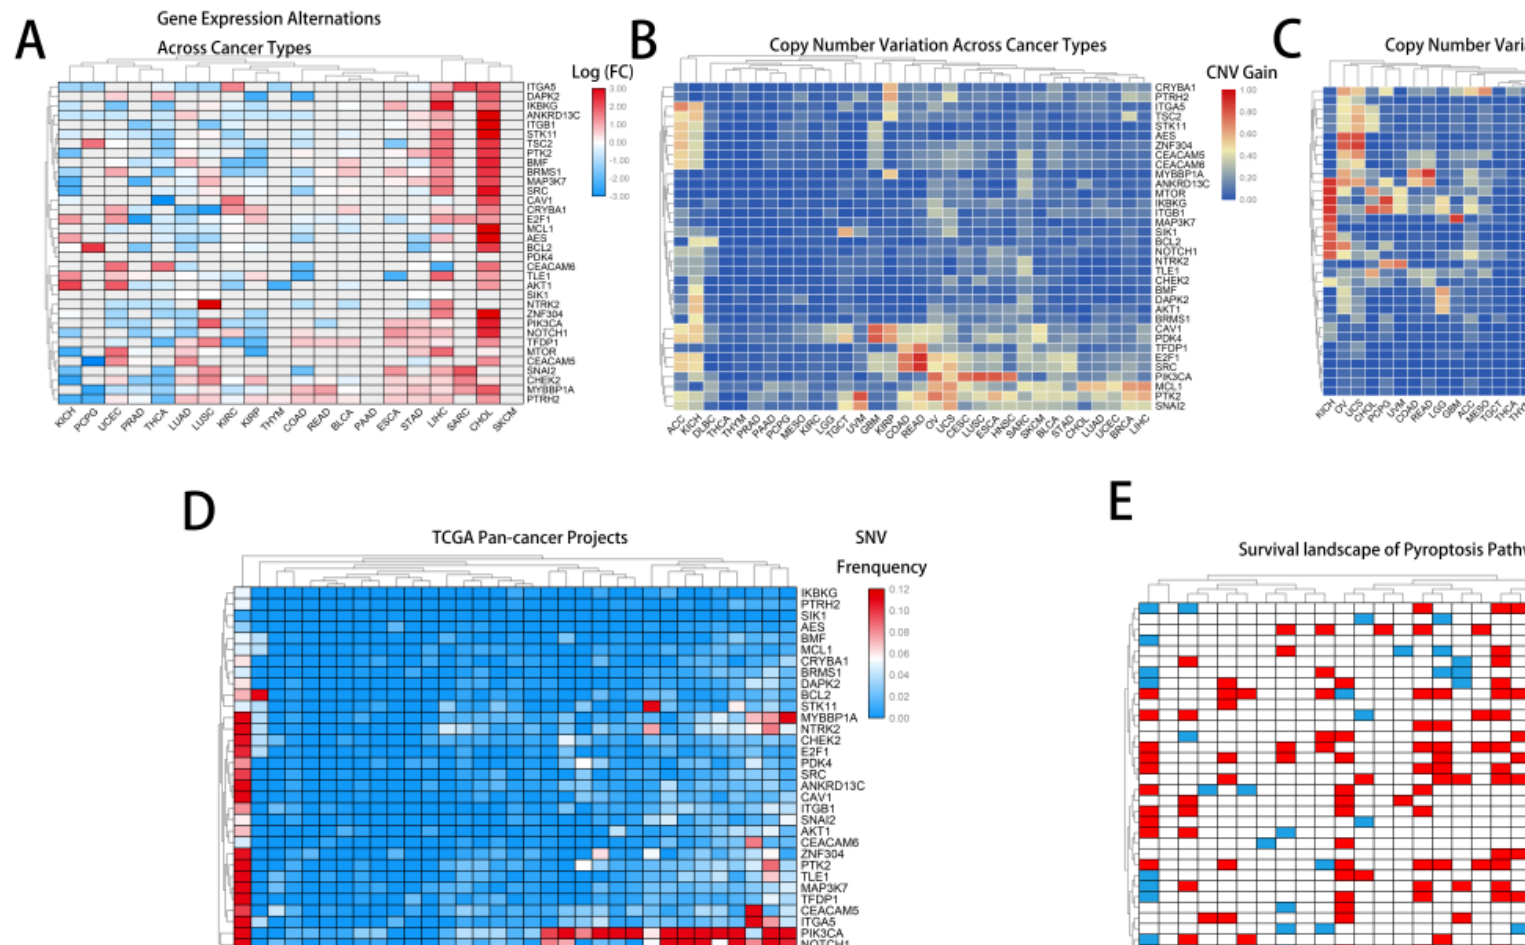 A
Gene Expression Alternations
Across Cancer Types
Log (FC)
3.00
1.00
-1.00
-3.00
ITGA5
DAPK2
IKBKG
ANKRD13C
ITGB1
STK11
TSC2
PTK2
BMF
BRMS1
MAP3K7
SRC
CAV1
CRYBA1
E2F1
MCL1
AES
BCL2
PDK4
CEACAM6
TLE1
AKT1
SIK1
NTRK2
ZNF304
PIK3CA
NOTCH1
TFDP1
MTOR
CEACAM5
SNAI2
CHEK2
MYBBP1A
PTRH2
KICH
PCPG
UCEC
PRAD
THCA
LUAD
LUSC
KIRC
KIRP
THYM
COAD
READ
BLCA
PAAD
ESCA
STAD
LIHC
SARC
CHOL
SKCM
B
Copy Number Variation Across Cancer Types
CNV Gain
1.00
0.80
0.60
0.40
0.20
0.00
CRYBA1
PTRH2
ITGA5
TSC2
STK11
AES
ZNF304
CEACAM5
CEACAM6
MYBBP1A
ANKRD13C
MTOR
IKBKG
ITGB1
MAP3K7
SIK1
BCL2
NOTCH1
NTRK2
TLE1
CHEK2
BMF
DAPK2
AKT1
BRMS1
CAV1
PDK4
TFDP1
E2F1
SRC
PIK3CA
MCL1
PTK2
SNAI2
ACC
KICH
DLBC
THCA
THYM
PRAD
PAAD
PCPG
MESO
KIRC
LGG
TGCT
UVM
GBM
KIRP
COAD
READ
OV
UCS
CESC
LUSC
ESCA
HNSC
SARC
SKCM
BLCA
STAD
CHOL
LUAD
UCEC
BRCA
LIHC
C
Copy Number Vari
KICH
OV
UCS
CHOL
PCPG
UVM
COAD
READ
LGG
GBM
ACC
MESO
TGCT
THCA
D
TCGA Pan-cancer Projects
SNV
Frenquency
0.12
0.10
0.08
0.06
0.04
0.02
0.00
IKBKG
PTRH2
SIK1
AES
BMF
MCL1
CRYBA1
BRMS1
DAPK2
BCL2
STK11
MYBBP1A
NTRK2
CHEK2
E2F1
PDK4
SRC
ANKRD13C
CAV1
ITGB1
SNAI2
AKT1
CEACAM6
ZNF304
PTK2
TLE1
MAP3K7
TFDP1
CEACAM5
ITGA5
PIK3CA
NOTCH1
E
Survival landscape of Pyroptosis Path